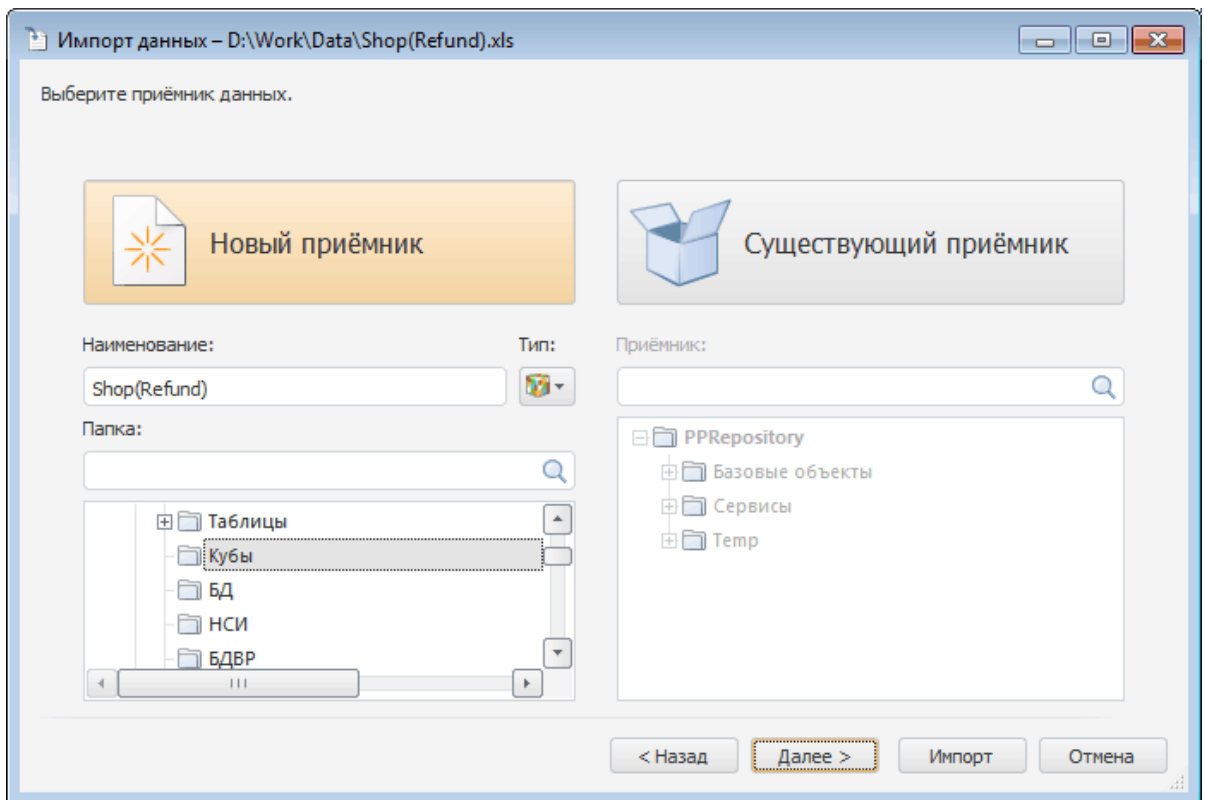 Импорт данных – D:\Work\Data\Shop(Refund).xls
Выберите приёмник данных.
Новый приёмник
Существующий приёмник
Наименование:
Тип:
Приёмник:
Shop(Refund)
Папка:
Таблицы
Кубы
БД
НСИ
БДВР
PPRepository
Базовые объекты
Сервисы
Temp
< Назад
Далее >
Импорт
Отмена